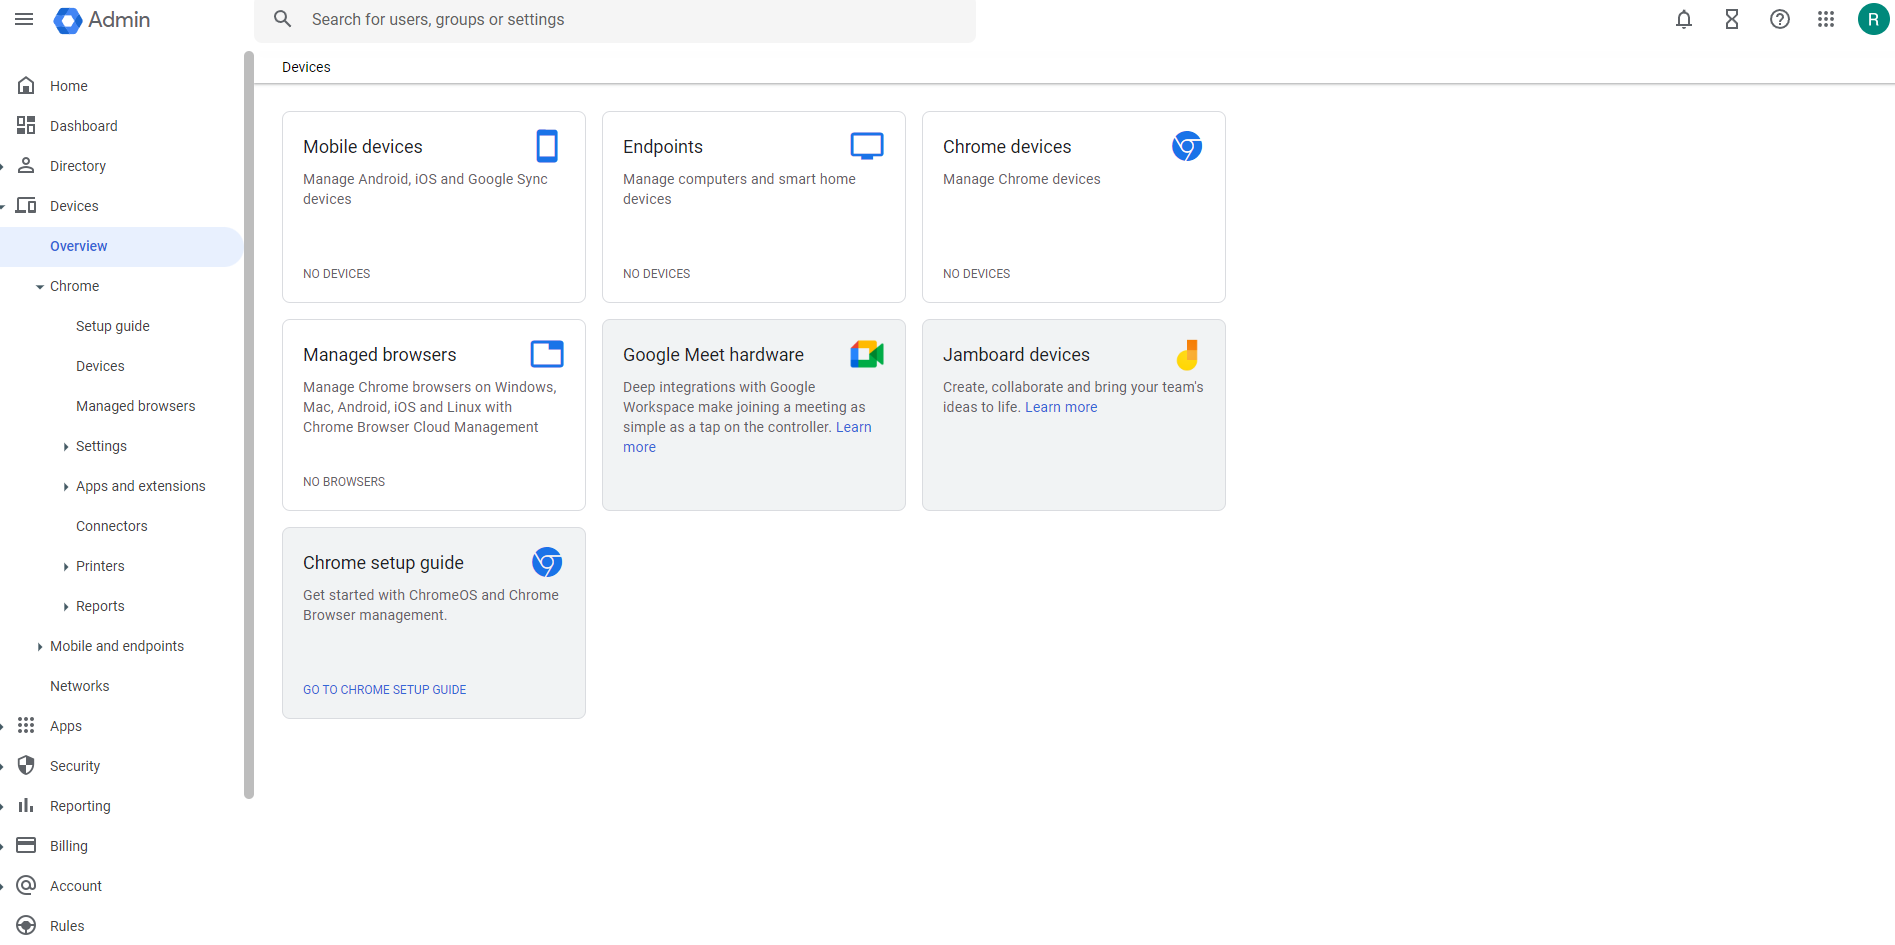 Admin
Search for users, groups or settings
R
Home
Dashboard
Directory
Devices
Overview
Chrome
Setup guide
Devices
Managed browsers
Settings
Apps and extensions
Connectors
Printers
Reports
Mobile and endpoints
Networks
Apps
Security
Reporting
Billing
Account
Rules
Devices
Mobile devices
Manage Android, iOS and Google Sync
devices
NO DEVICES
Endpoints
Manage computers and smart home
devices
NO DEVICES
Chrome devices
Manage Chrome devices
NO DEVICES
Managed browsers
Manage Chrome browsers on Windows,
Mac, Android, iOS and Linux with
Chrome Browser Cloud Management
NO BROWSERS
Google Meet hardware
Deep integrations with Google
Workspace make joining a meeting as
simple as a tap on the controller. Learn
more
Jamboard devices
Create, collaborate and bring your team's
ideas to life. Learn more
Chrome setup guide
Get started with ChromeOS and Chrome
Browser management.
GO TO CHROME SETUP GUIDE